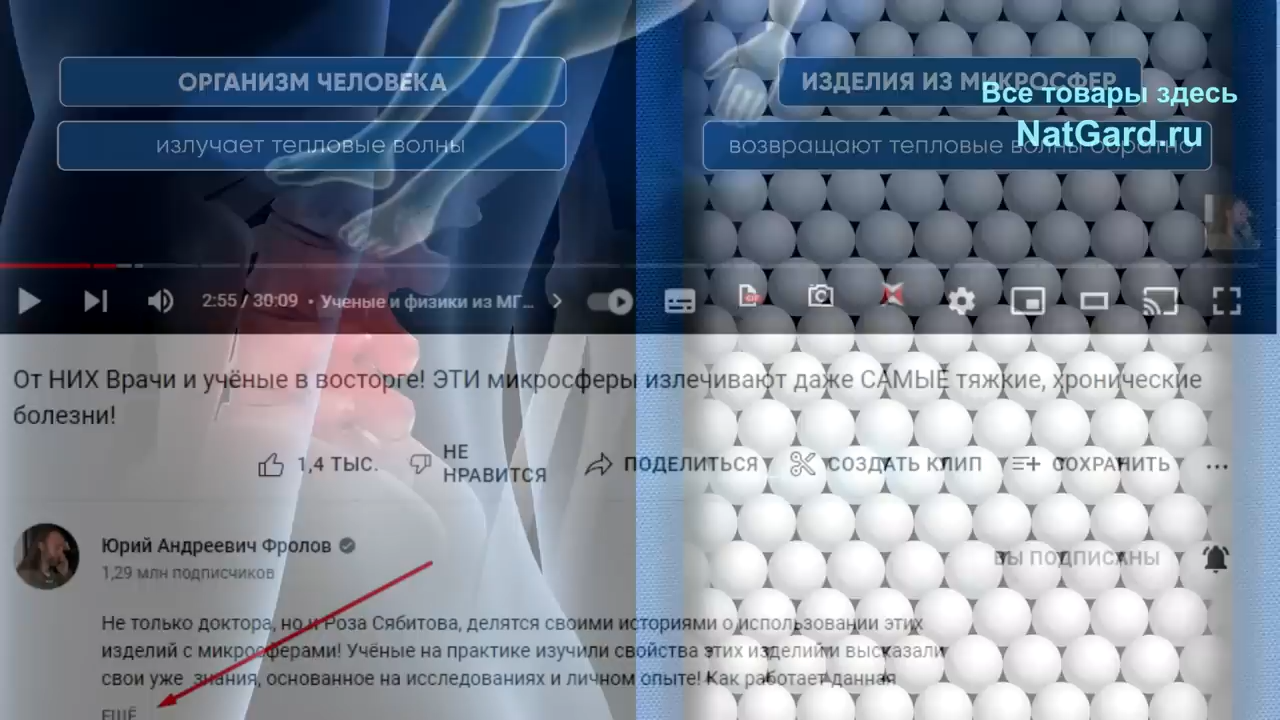 ОРГАНИЗМ ЧЕЛОВЕКА
излучает тепловые волны
ИЗДЕЛИЯ ИЗ МИКРОСФЕР
Все товары здесь
NatGard.ru
возвращают тепловые волны обратно
2:55 / 30:09 • Ученые и физики из МГ...
От НИХ Врачи и учёные в восторге! ЭТИ микросферы излечивают даже САМЫЕ тяжкие, хронические
болезни!
1,4 ТЫС.
НЕ
НРАВИТСЯ
ПОДЕЛИТЬСЯ
СОЗДАТЬ КЛИП
СОХРАНИТЬ
Юрий Андреевич Фролов
1,29 млн подписчиков
ВЫ ПОДПИСАНЫ
Не только доктора, но и Роза Сябитова, делятся своими историями о использовании этих
изделий с микросферами! Учёные на практике изучили свойства этих изделий и высказали
свои уже знания, основанное на исследованиях и личном опыте! Как работает данная
ЕЩЁ